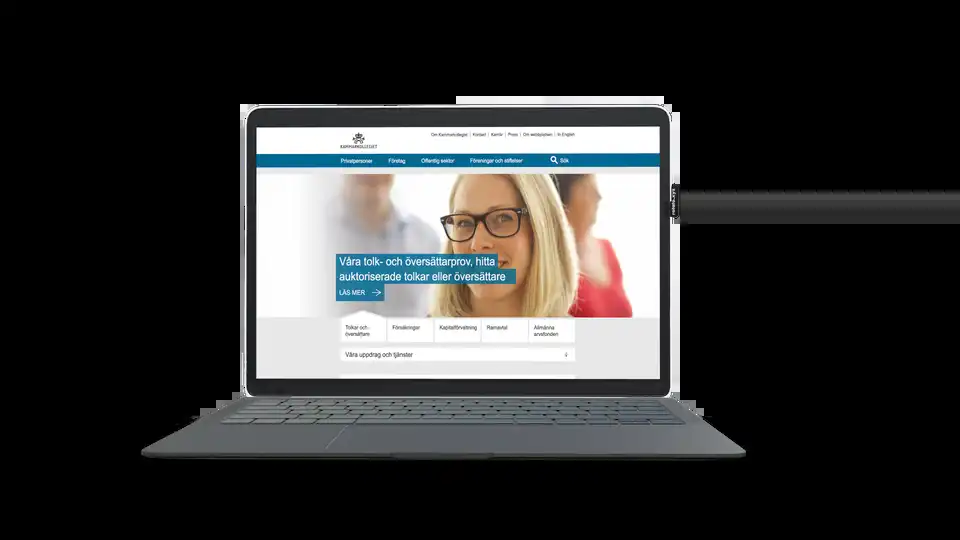 KAMMARKOLLEGIET
Om Kammarkollegiet | Kontakt | Karriär | Press | Om webbplatsen | In English
Privatpersoner Företag Offentlig sektor Föreningar och stiftelser Sök
Våra tolk- och översättarprov, hitta
auktoriserade tolkar eller översättare
LÄS MER
Tolkar och
översättare
Försäkringar
Kapitalförvaltning
Ramavtal
Allmänna
arvsfonden
Våra uppdrag och tjänster